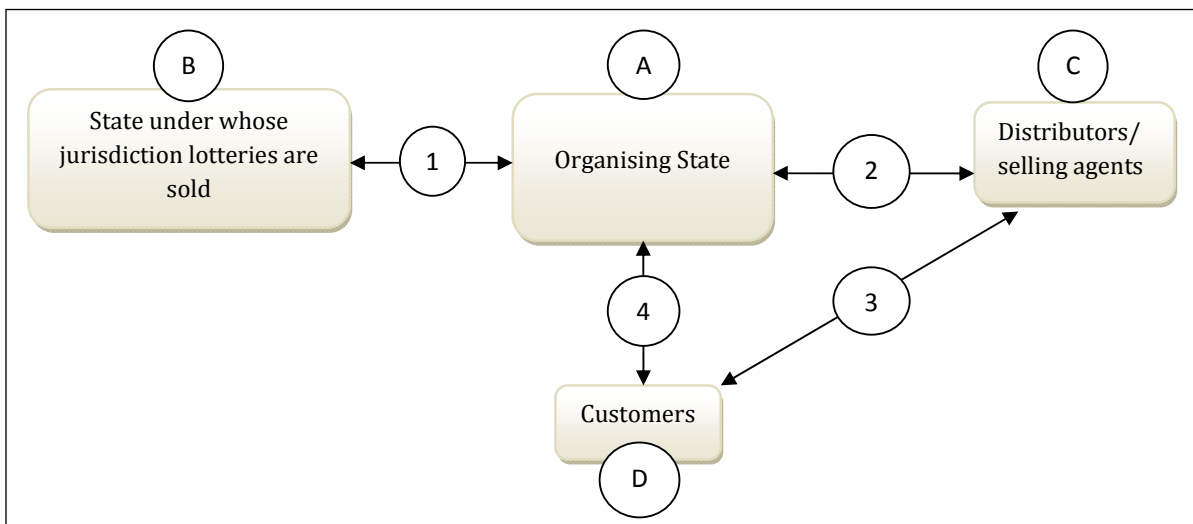 B
A
C
State under whose
jurisdiction lotteries are
sold
Organising State
Distributors/
selling agents
1
2
4
3
Customers
D